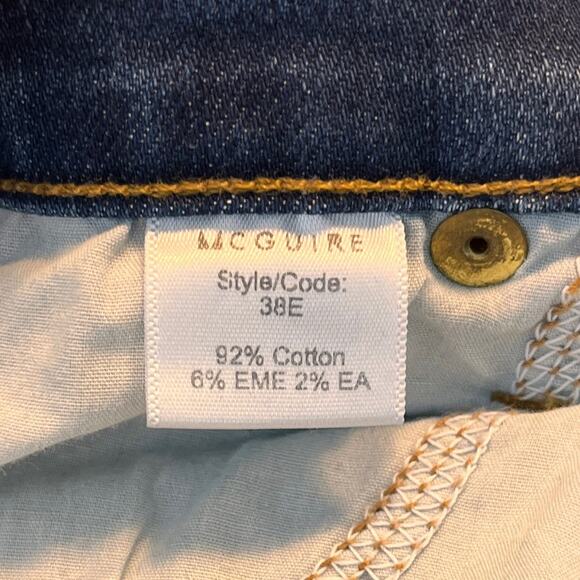 MCGUIRE
Style/Code:
38E
92% Cotton
6% EME 2% EA